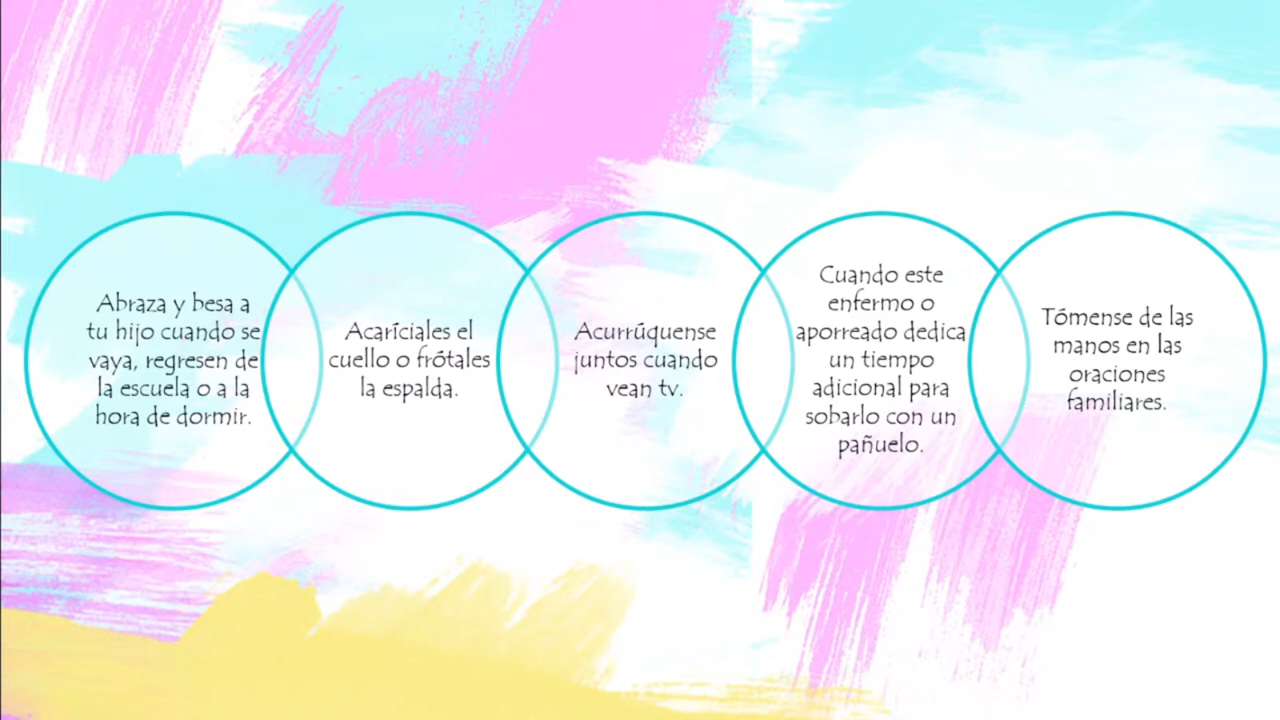 Abraza y besa a
tu hijo cuando se
vaya, regresen de
la escuela o a la
hora de dormir.
Acaríciales el
cuello o frótales
la espalda.
Acurrúquense
juntos cuando
vean tv.
Cuando este
enfermo o
aporreado dedica
un tiempo
adicional para
sobarlo con un
pañuelo.
Tómense de las
manos en las
oraciones
familiares.